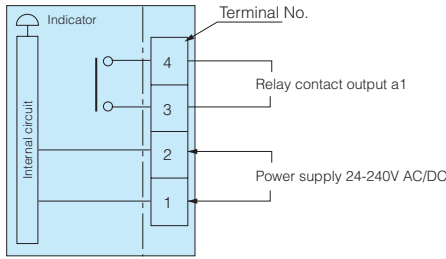 Terminal No.
Indicator
4
Relay contact output a1
3
Internal circuit
2
Power supply 24-240V AC/DC
1